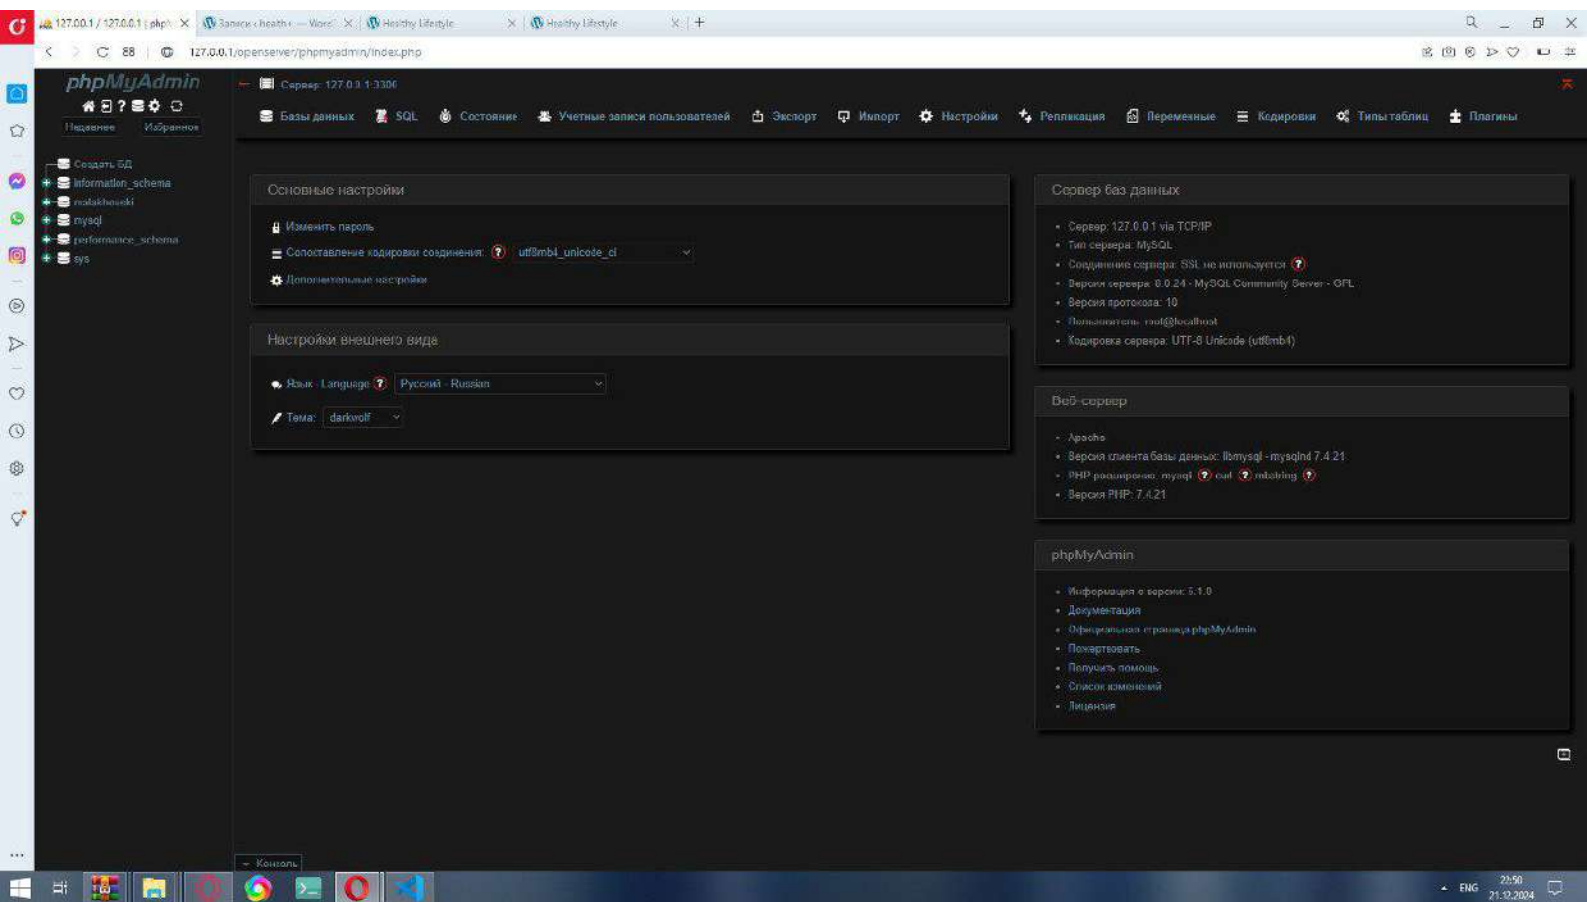 127.0.0.1 / 127.0.0.1 | php
Healthy Lifestyle
Healthy Lifestyle
127.0.0.1/openserver/phpmyadmin/index.php
phpMyAdmin
Недавнее Избранное
Создать БД
information_schema
mysql
performance_schema
sys
Сервер: 127.0.0.1:3306
Базы данных SQL Состояние Учетные записи пользователей Экспорт Импорт Настройки Репликация Переменные Кодировки Типы таблиц Плагины
Основные настройки
Изменить пароль
Сопоставление кодировки соединения: utf8mb4_unicode_ci
Дополнительные настройки
Настройки внешнего вида
Язык - Language Русский - Russian
Тема: darkwolf
Сервер баз данных
Сервер: 127.0.0.1 via TCP/IP
Тип сервера: MySQL
Соединение сервера: SSL не используется
Версия сервера: 8.0.24 - MySQL Community Server - GPL
Версия протокола: 10
Пользователь: root@localhost
Кодировка сервера: UTF-8 Unicode (utf8mb4)
Веб-сервер
Apache
Версия клиента базы данных: libmysql - mysqlnd 7.4.21
PHP расширение: mysqli curl mbstring
Версия PHP: 7.4.21
phpMyAdmin
Информация о версии: 5.1.0
Документация
Официальная страница phpMyAdmin
Пожертвовать
Получить помощь
Список изменений
Лицензия
Консоль
ENG
22:50
21.12.2024